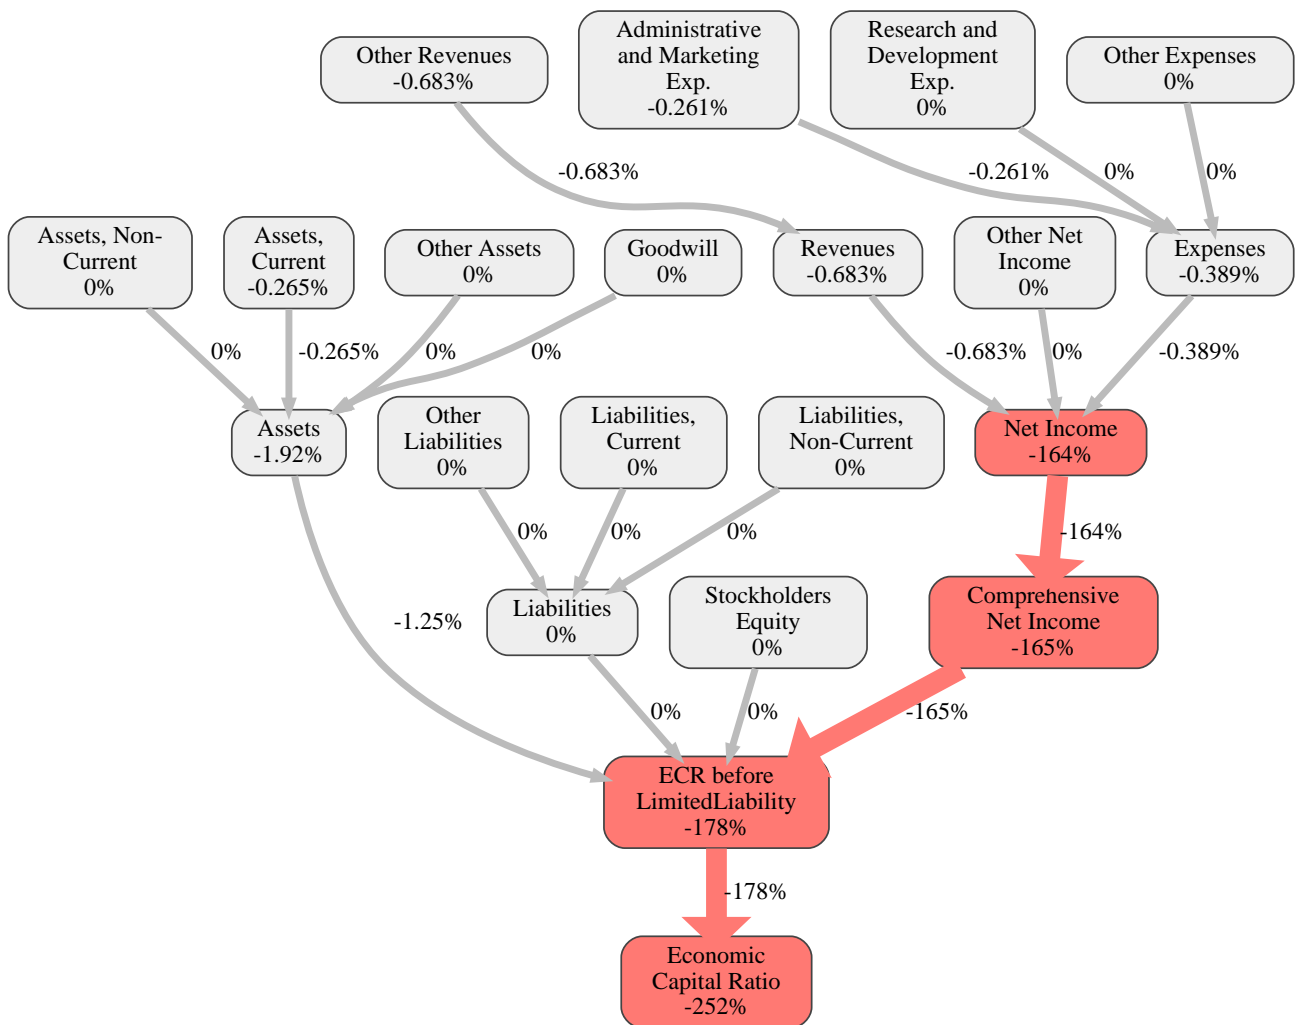 Other Revenues
-0.683%
Administrative
and Marketing
Exp.
-0.261%
Research and
Development
Exp.
0%
Other Expenses
0%
-0.683%
-0.261%
0%
0%
Assets, Non-
Current
0%
Assets,
Current
-0.265%
Other Assets
0%
Goodwill
0%
Revenues
-0.683%
Other Net
Income
0%
Expenses
-0.389%
0%
-0.265%
0%
0%
-0.683%
0%
-0.389%
Assets
-1.92%
Other
Liabilities
0%
Liabilities,
Current
0%
Liabilities,
Non-Current
0%
Net Income
-164%
0%
0%
0%
-164%
-1.25%
Liabilities
0%
Stockholders
Equity
0%
Comprehensive
Net Income
-165%
0%
0%
-165%
ECR before
LimitedLiability
-178%
-178%
Economic
Capital Ratio
-252%